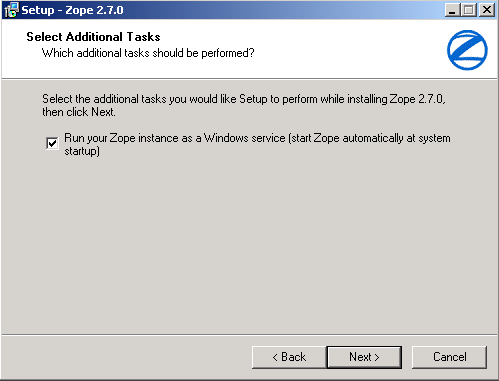 Setup - Zope 2.7.0
Select Additional Tasks
Which additional tasks should be performed?
Select the additional tasks you would like Setup to perform while installing Zope 2.7.0,
then click Next.
Run your Zope instance as a Windows service (start Zope automatically at system
startup)
< Back
Next >
Cancel